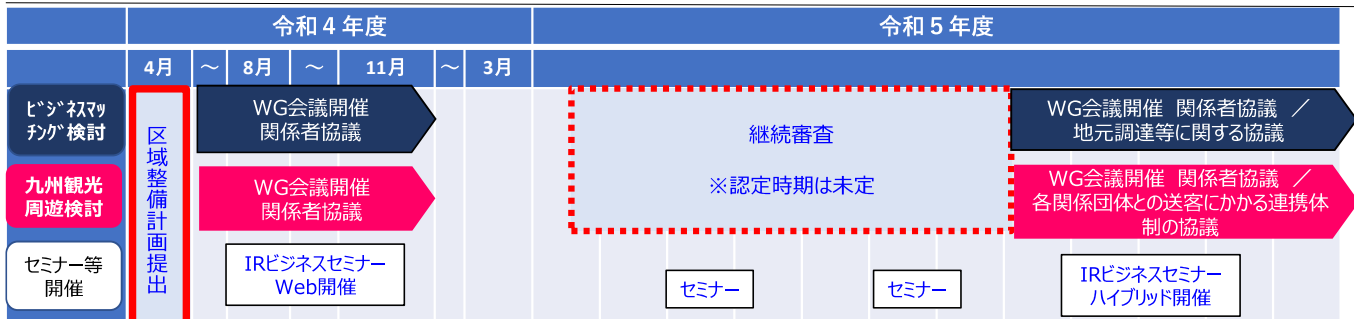 令和４年度
令和５年度
4月
～
8月
～
11月
～
3月
ﾋﾞｼﾞﾈｽﾏｯ
ﾁﾝｸﾞ検討
区域整備計画提出
WG会議開催
関係者協議
継続審査
※認定時期は未定
WG会議開催　関係者協議　／
地元調達等に関する協議
九州観光
周遊検討
WG会議開催
関係者協議
WG会議開催　関係者協議　／
各関係団体との送客にかかる連携体
制の協議
セミナー等
開催
IRビジネスセミナー
Web開催
セミナー
セミナー
IRビジネスセミナー
ハイブリッド開催